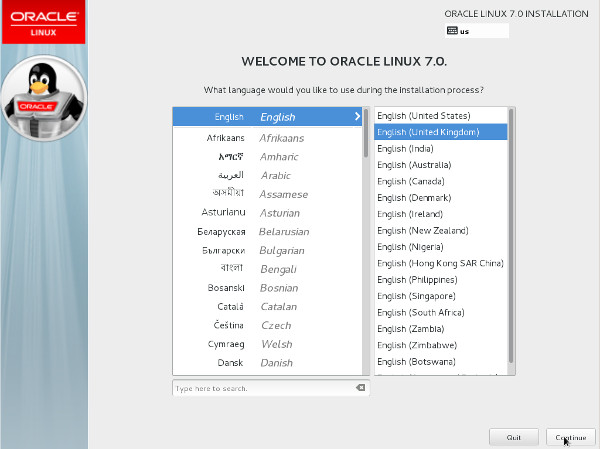 ORACLE
LINUX
ORACLE
ORACLE LINUX 7.0 INSTALLATION
us
WELCOME TO ORACLE LINUX 7.0.
What language would you like to use during the installation process?
English English
Afrikaans Afrikaans
አማርኛ Amharic
العربية Arabic
অসমীয়া Assamese
Asturianu Asturian
Беларуская Belarusian
Български Bulgarian
বাংলা Bengali
Bosanski Bosnian
Català Catalan
Čeština Czech
Cymraeg Welsh
Dansk Danish
English (United States)
English (United Kingdom)
English (India)
English (Australia)
English (Canada)
English (Denmark)
English (Ireland)
English (New Zealand)
English (Nigeria)
English (Hong Kong SAR China)
English (Philippines)
English (Singapore)
English (South Africa)
English (Zambia)
English (Zimbabwe)
English (Botswana)
Type here to search.
Quit
Continue